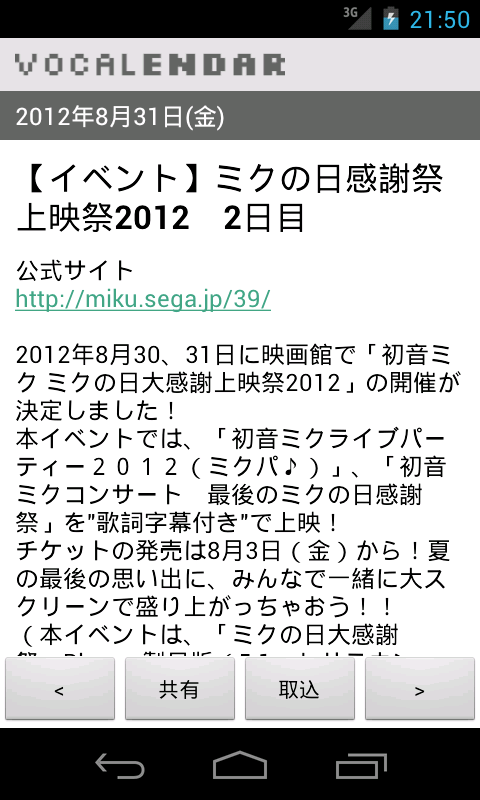 3G 21:50
VOCALENDAR
2012年8月31日(金)
【イベント】ミクの日感謝祭
上映祭2012　2日目
公式サイト
http://miku.sega.jp/39/
2012年8月30、31日に映画館で「初音ミ
ク ミクの日大感謝上映祭2012」の開催が
決定しました！
本イベントでは、「初音ミクライブパー
ティー２０１２（ミクパ♪）」、「初音
ミクコンサート　最後のミクの日感謝
祭」を"歌詞字幕付き"で上映！
チケットの発売は8月3日（金）から！夏
の最後の思い出に、みんなで一緒に大ス
クリーンで盛り上がっちゃおう！！
（本イベントは、「ミクの日大感謝
< 共有 取込 >